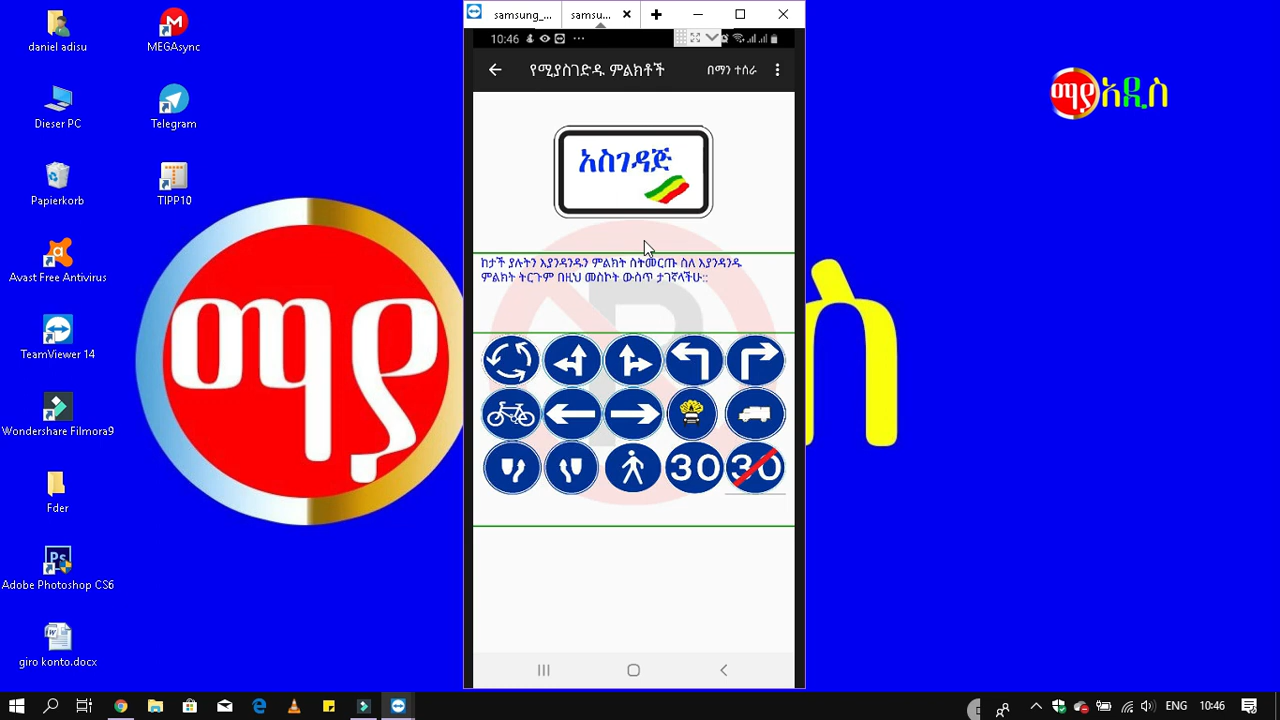 daniel adisu
MEGAsync
Dieser PC
Telegram
Papierkorb
TIPP10
Avast Free Antivirus
TeamViewer 14
Wondershare Filmora9
Fder
Adobe Photoshop CS6
giro konto.docx
samsung_...
samsu...
10:46
የሚያስገድዱ ምልክቶች
በማን ተሰራ
አስገዳጅ
ከታች ያሉትን እያንዳንዱን ምልክት ስትመርጡ ስለ እያንዳንዱ
ምልክት ትርጉም በዚህ መስኮት ውስጥ ታገኛላችሁ::
30
30
ማያ
ስ
ማያአዲስ
ENG
10:46